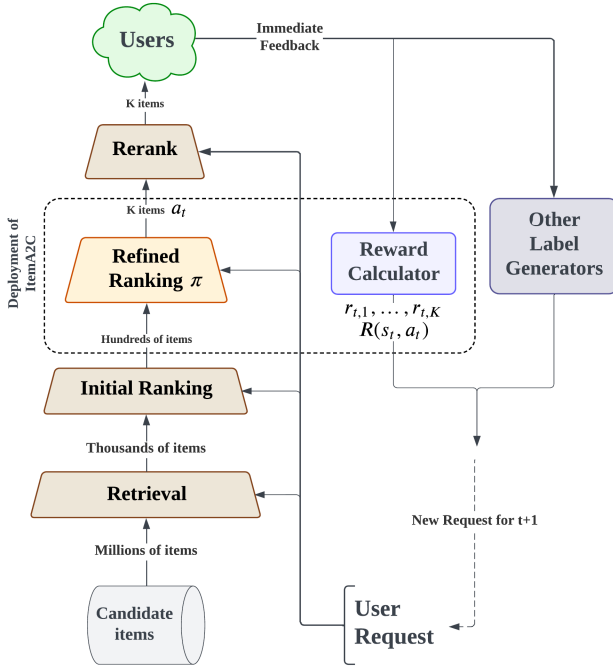 Users
Immediate
Feedback
K items
Rerank
K items a_t
Deployment of
ItemA2C
Refined
Ranking π
Reward
Calculator
Other
Label
Generators
r_{t,1}, … , r_{t,K}
R(s_t, a_t)
Hundreds of items
Initial Ranking
Thousands of items
Retrieval
New Request for t+1
Millions of items
Candidate
items
User
Request